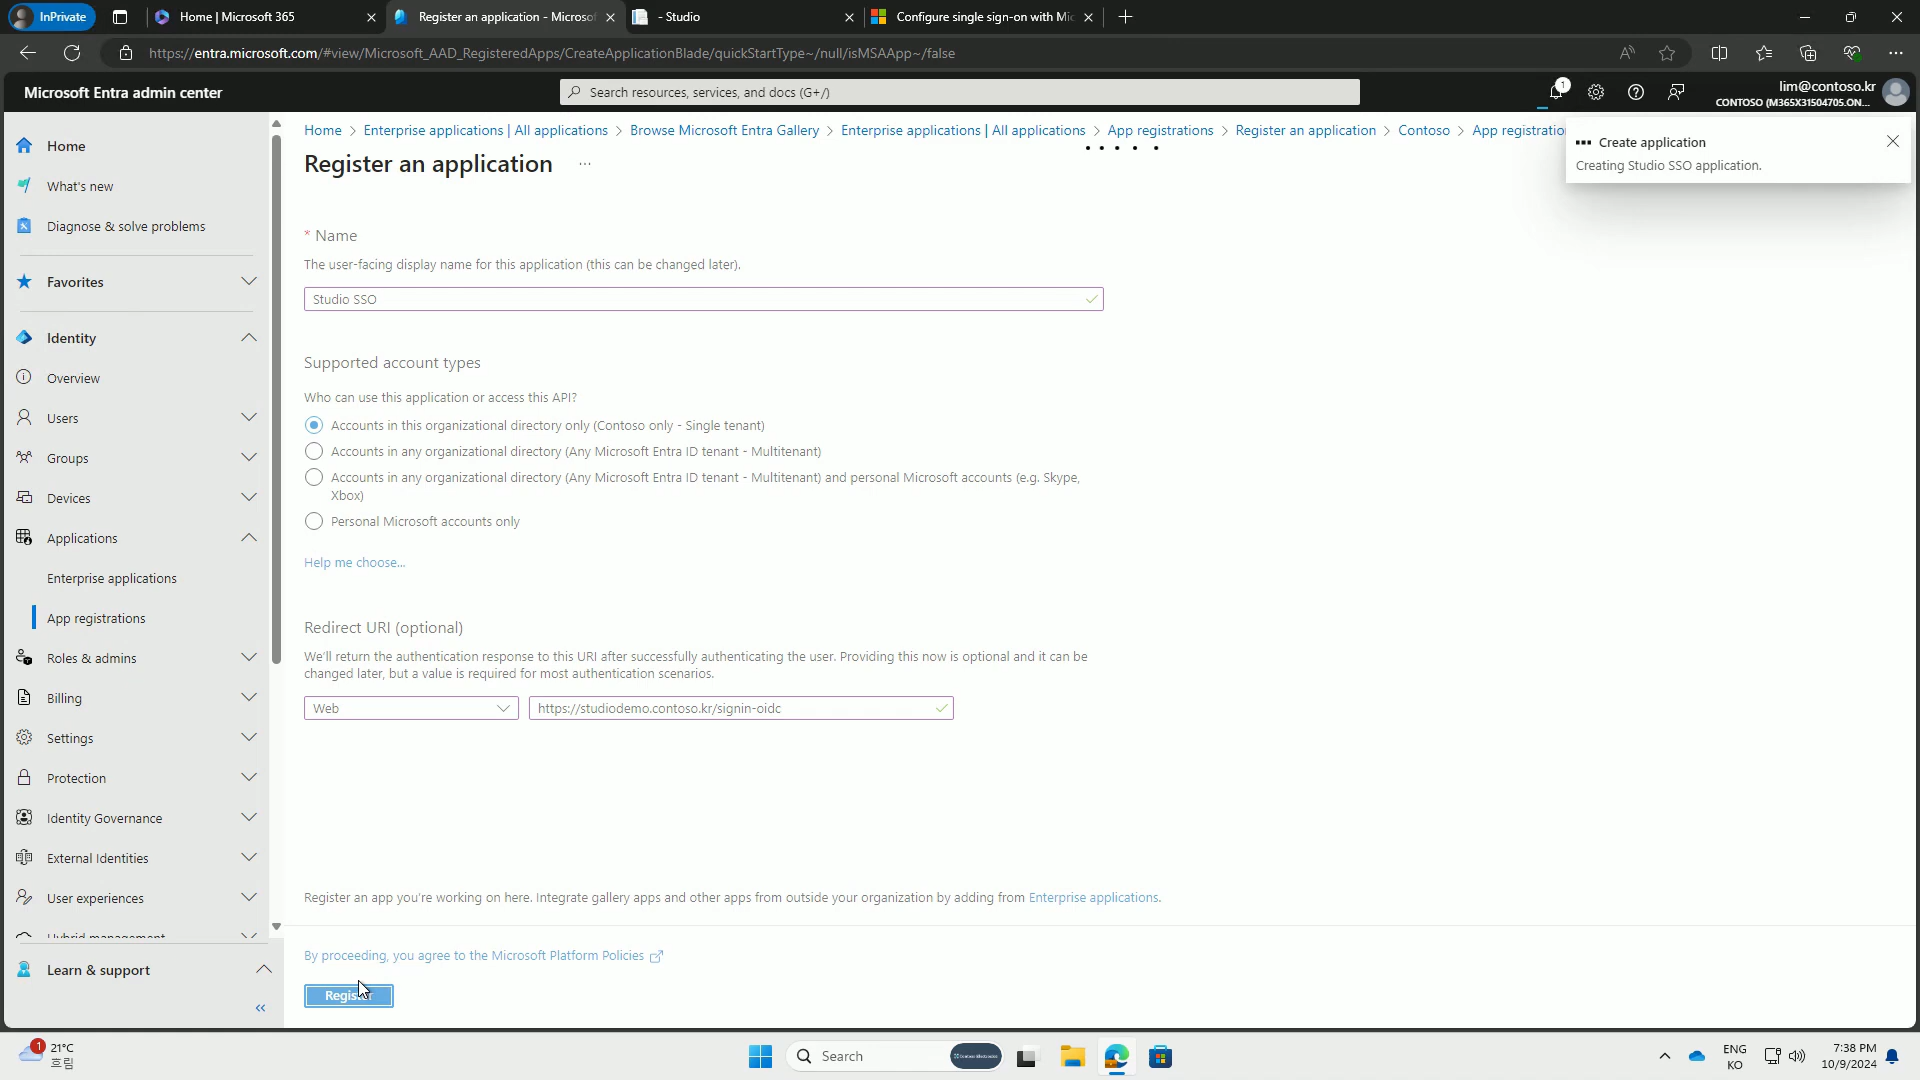 InPrivate
Home | Microsoft 365
Register an application - Microsof
- Studio
Configure single sign-on with Mic
https://entra.microsoft.com/#view/Microsoft_AAD_RegisteredApps/CreateApplicationBlade/quickStartType~/null/isMSAApp~/false
Microsoft Entra admin center
Search resources, services, and docs (G+/)
1
lim@contoso.kr
CONTOSO (M365X31504705.ON...
Home > Enterprise applications | All applications > Browse Microsoft Entra Gallery > Enterprise applications | All applications > App registrations > Register an application > Contoso > App registratio
Register an application
...
Create application
Creating Studio SSO application.
Home
What's new
Diagnose & solve problems
Favorites
Identity
Overview
Users
Groups
Devices
Applications
Enterprise applications
App registrations
Roles & admins
Billing
Settings
Protection
Identity Governance
External Identities
User experiences
Hybrid management
Learn & support
* Name
The user-facing display name for this application (this can be changed later).
Studio SSO
Supported account types
Who can use this application or access this API?
Accounts in this organizational directory only (Contoso only - Single tenant)
Accounts in any organizational directory (Any Microsoft Entra ID tenant - Multitenant)
Accounts in any organizational directory (Any Microsoft Entra ID tenant - Multitenant) and personal Microsoft accounts (e.g. Skype,
Xbox)
Personal Microsoft accounts only
Help me choose...
Redirect URI (optional)
We'll return the authentication response to this URI after successfully authenticating the user. Providing this now is optional and it can be
changed later, but a value is required for most authentication scenarios.
Web
https://studiodemo.contoso.kr/signin-oidc
Register an app you're working on here. Integrate gallery apps and other apps from outside your organization by adding from Enterprise applications.
By proceeding, you agree to the Microsoft Platform Policies
Register
1
21°C
흐림
Search
Contoso Electronics
ENG
KO
7:38 PM
10/9/2024